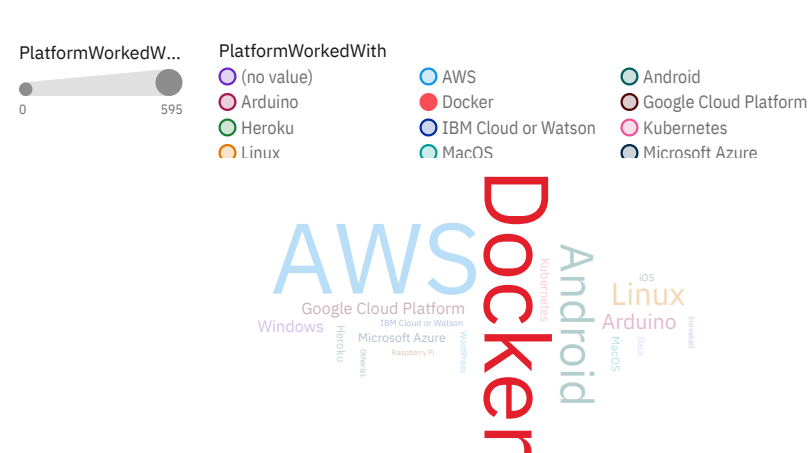 PlatformWorkedW...
0
595
PlatformWorkedWith
(no value)
AWS
Android
Arduino
Docker
Google Cloud Platform
Heroku
IBM Cloud or Watson
Kubernetes
Linux
MacOS
Microsoft Azure
AWS
Docker
Kubernetes
Android
iOS
Linux
Google Cloud Platform
Windows
IBM Cloud or Watson
Arduino
Heroku
Microsoft Azure
WordPress
MacOS
Slack
(novalue)
Raspberry Pi
Other(s):